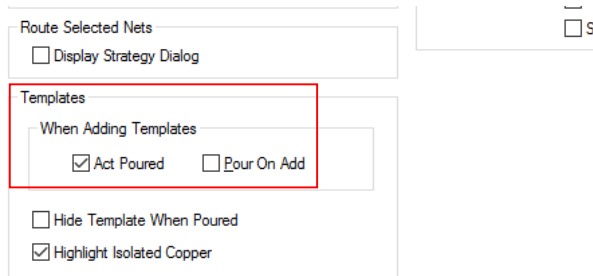 Route Selected Nets
Display Strategy Dialog
S
Templates
When Adding Templates
Act Poured Pour On Add
Hide Template When Poured
Highlight Isolated Copper